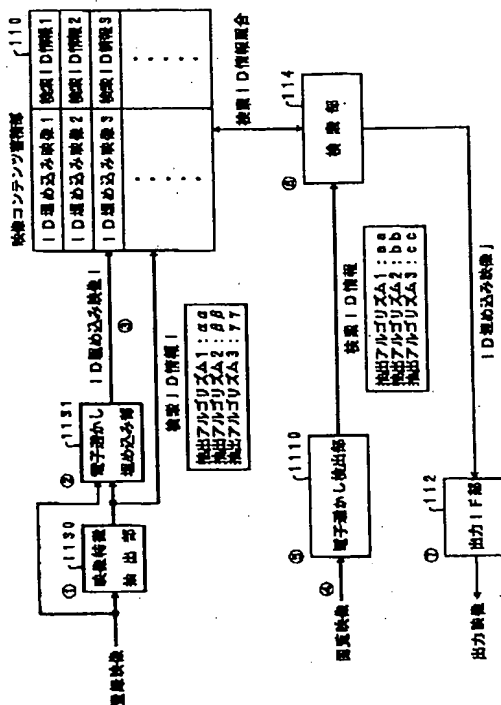 映像コンテンツ蓄積部
110
ID埋め込み映像1 検索ID情報1
ID埋め込み映像2 検索ID情報2
ID埋め込み映像3 検索ID情報3
ID埋め込み映像I
③
検索ID情報I
抽出アルゴリズム1:αa
抽出アルゴリズム2:ββ
抽出アルゴリズム3:γγ
②
1131
電子透かし
埋め込み部
①
1130
映像特徴
抽出部
登録映像
検索ID情報照合
114
⑥
検索部
検索ID情報
抽出アルゴリズム1:aa
抽出アルゴリズム2:bb
抽出アルゴリズム3:cc
ID埋め込み映像J
⑤
1110
電子透かし検出部
④
閲覧映像
⑦
112
出力IF部
出力映像